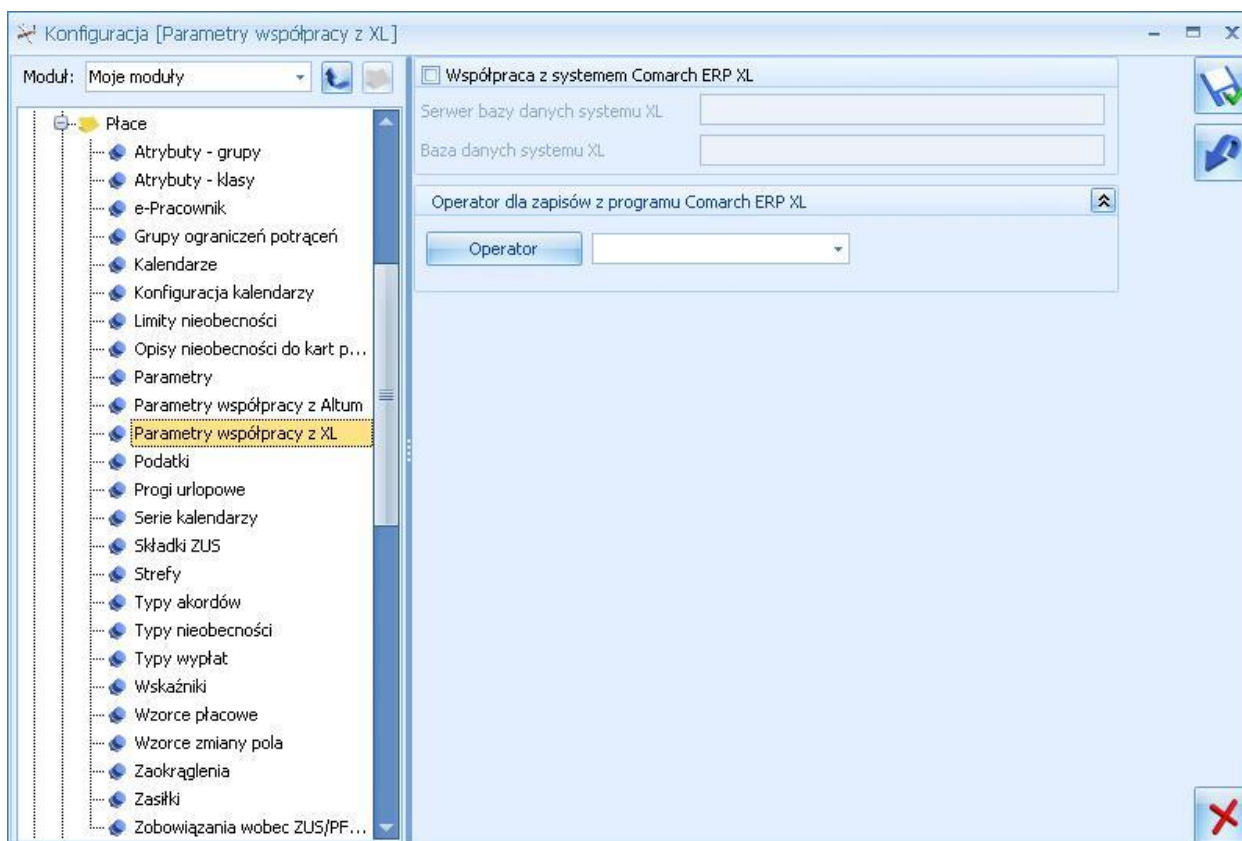 Konfiguracja [Parametry współpracy z XL]
Moduł: Moje moduły
Płace
Atrybuty - grupy
Atrybuty - klasy
e-Pracownik
Grupy ograniczeń potrąceń
Kalendarze
Konfiguracja kalendarzy
Limity nieobecności
Opisy nieobecności do kart p...
Parametry
Parametry współpracy z Altum
Parametry współpracy z XL
Podatki
Progi urlopowe
Serie kalendarzy
Składki ZUS
Strefy
Typy akordów
Typy nieobecności
Typy wypłat
Wskaźniki
Wzorce płacowe
Wzorce zmiany pola
Zaokrąglenia
Zasiłki
Zobowiązania wobec ZUS/PF...
Współpraca z systemem Comarch ERP XL
Serwer bazy danych systemu XL
Baza danych systemu XL
Operator dla zapisów z programu Comarch ERP XL
Operator